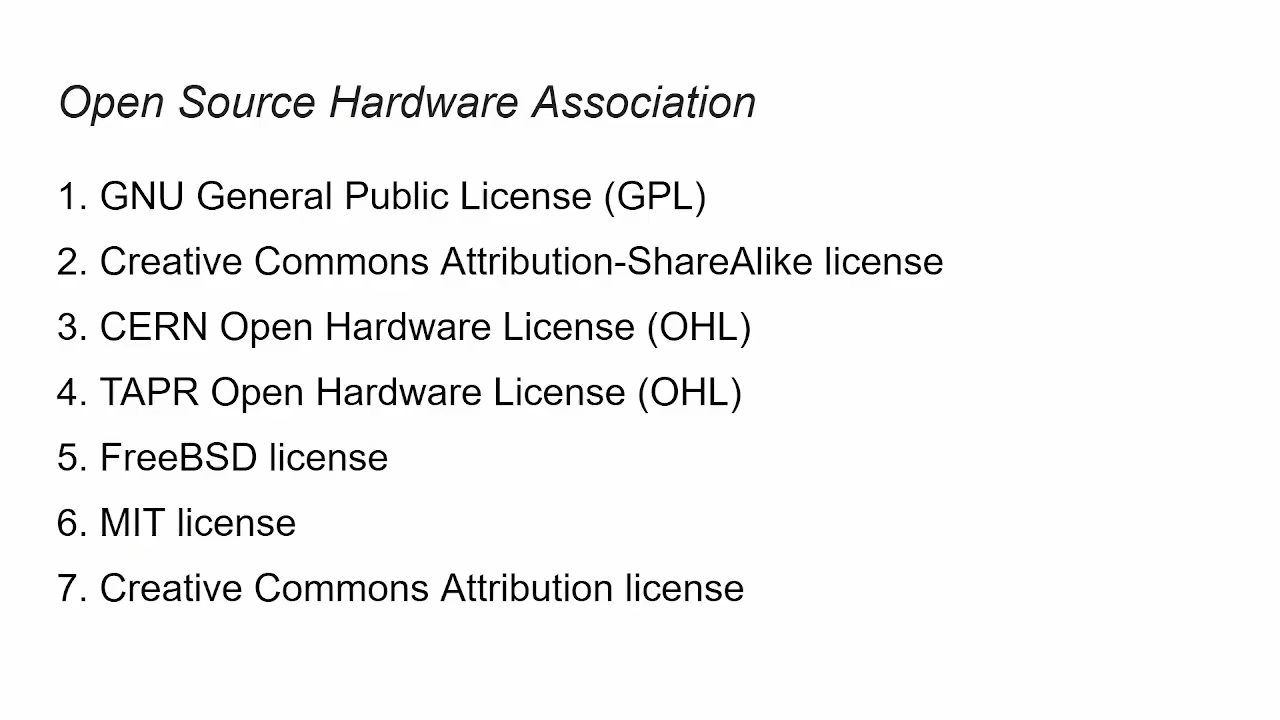 Open Source Hardware Association
1. GNU General Public License (GPL)
2. Creative Commons Attribution-ShareAlike license
3. CERN Open Hardware License (OHL)
4. TAPR Open Hardware License (OHL)
5. FreeBSD license
6. MIT license
7. Creative Commons Attribution license